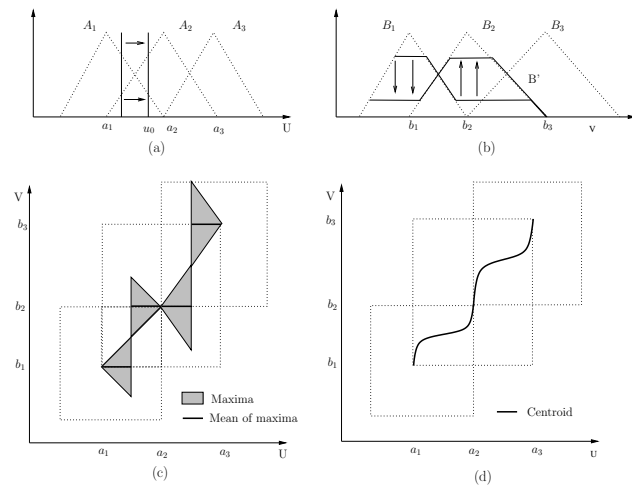 A1 A2 A3
a1 u0 a2 a3 U
(a)
B1 B2 B3
B'
b1 b2 b3 v
(b)
V
b3
b2
b1
Maxima
Mean of maxima
a1 a2 a3 U
(c)
V
b3
b2
b1
Centroid
a1 a2 a3 u
(d)